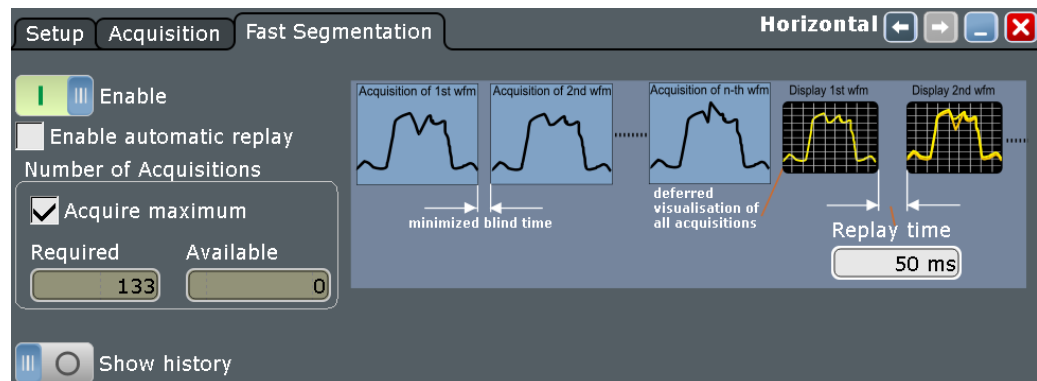 Setup Acquisition Fast Segmentation Horizontal
Enable
Enable automatic replay
Number of Acquisitions
Acquire maximum
Required Available
133 0
Show history
Acquisition of 1st wfm Acquisition of 2nd wfm Acquisition of n-th wfm Display 1st wfm Display 2nd wfm
minimized blind time
deferred
visualisation of
all acquisitions
Replay time
50 ms